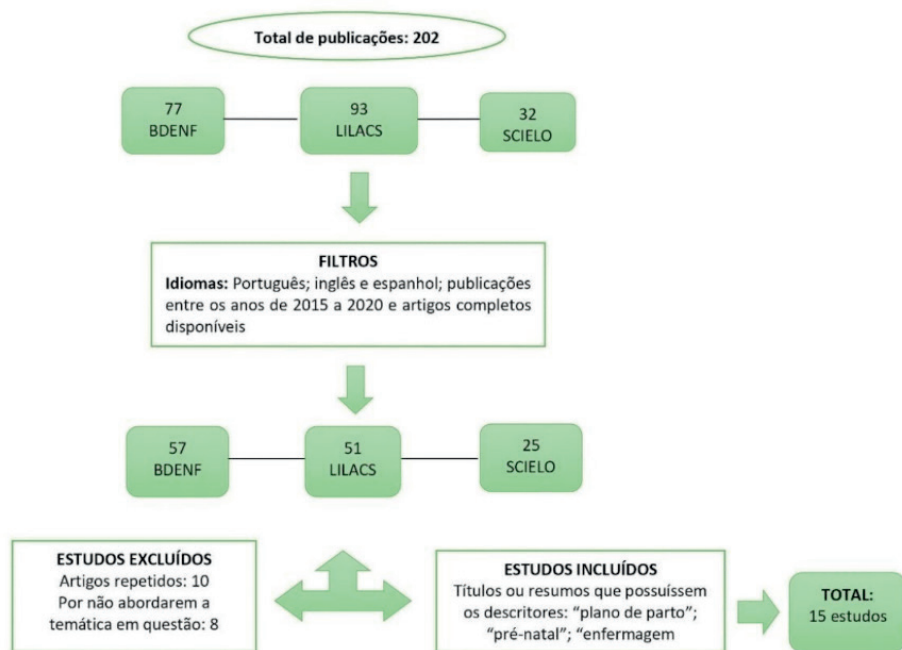 Total de publicações: 202
77
BDENF
93
LILACS
32
SCIELO
FILTROS
Idiomas: Português; inglês e espanhol; publicações
entre os anos de 2015 a 2020 e artigos completos
disponíveis
57
BDENF
51
LILACS
25
SCIELO
ESTUDOS EXCLUÍDOS
Artigos repetidos: 10
Por não abordarem a
temática em questão: 8
ESTUDOS INCLUÍDOS
Títulos ou resumos que possuíssem
os descritores: “plano de parto”;
“pré-natal”; “enfermagem
TOTAL:
15 estudos